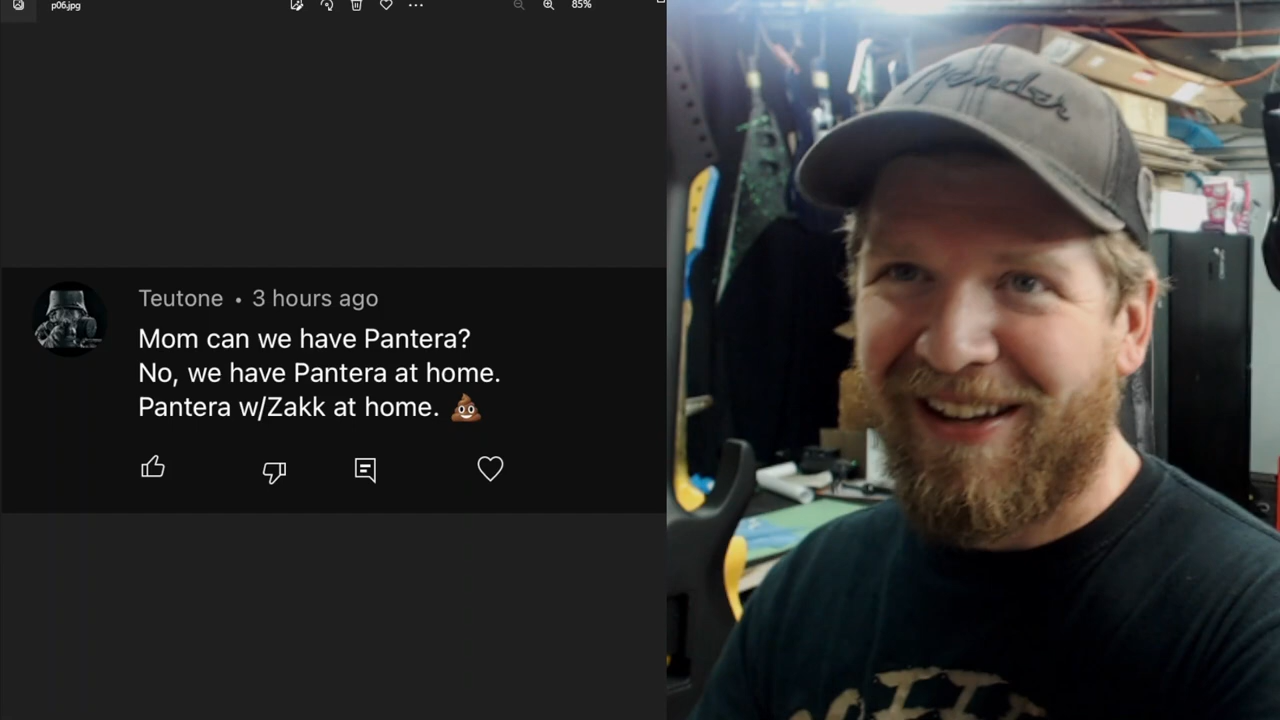 p06.jpg
85%
Teutone • 3 hours ago
Mom can we have Pantera?
No, we have Pantera at home.
Pantera w/Zakk at home. 💩
Fender